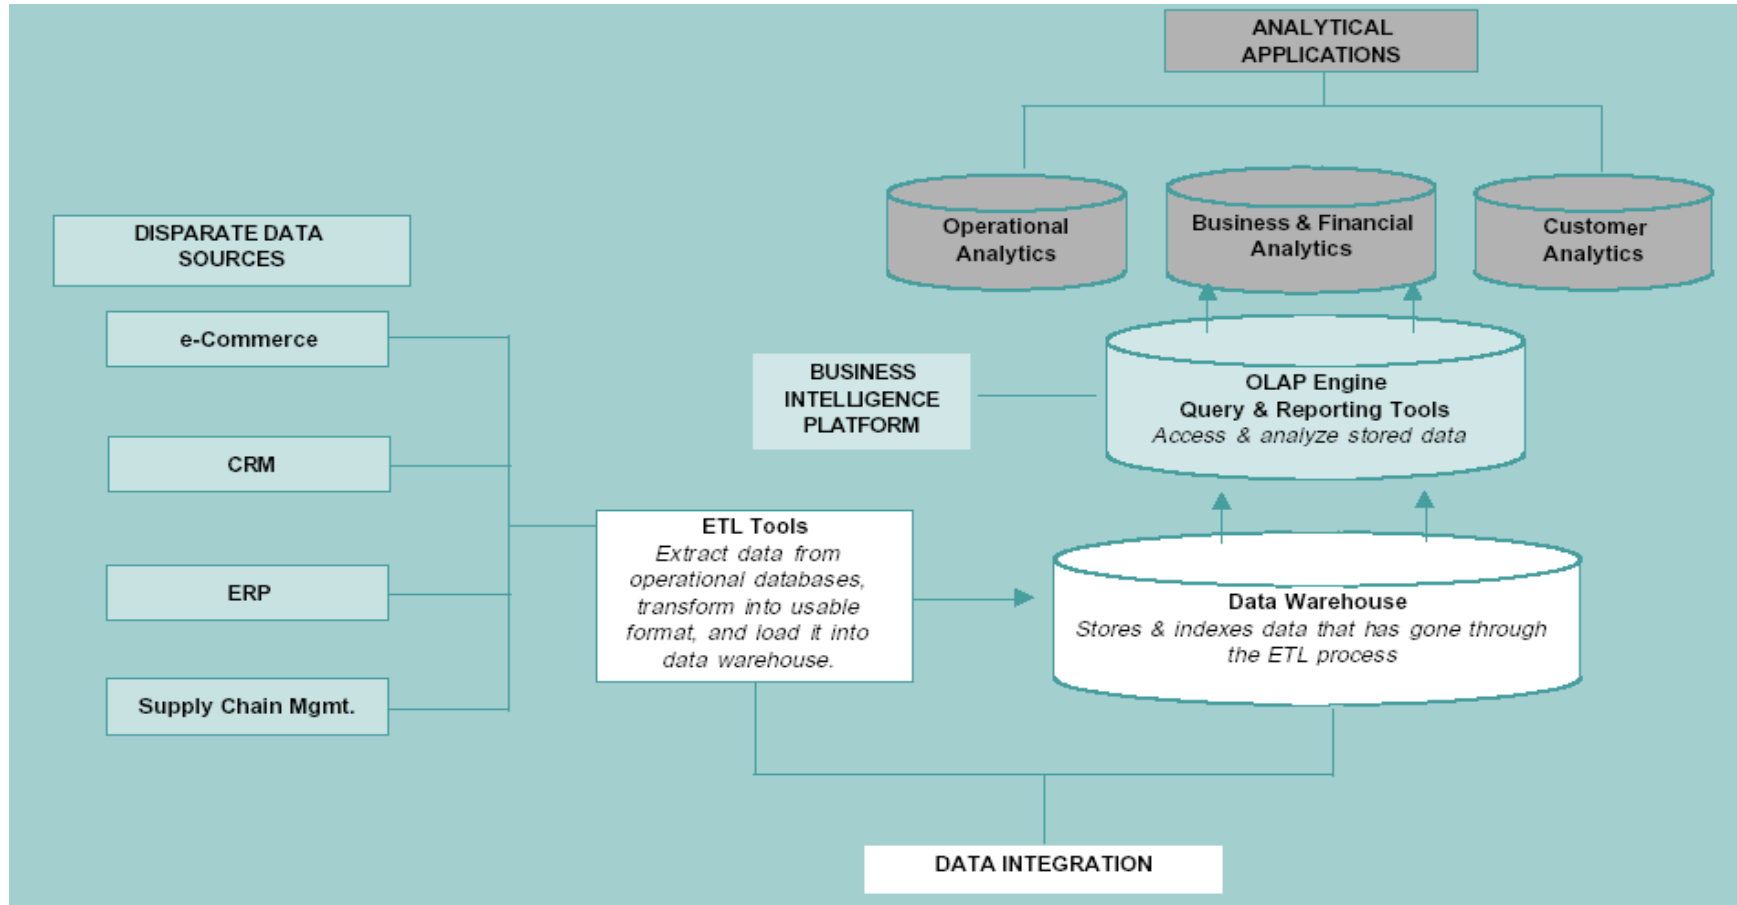 ANALYTICAL
APPLICATIONS
Operational
Analytics
Business & Financial
Analytics
Customer
Analytics
DISPARATE DATA
SOURCES
e-Commerce
CRM
ERP
Supply Chain Mgmt.
BUSINESS
INTELLIGENCE
PLATFORM
OLAP Engine
Query & Reporting Tools
Access & analyze stored data
ETL Tools
Extract data from
operational databases,
transform into usable
format, and load it into
data warehouse.
Data Warehouse
Stores & indexes data that has gone through
the ETL process
DATA INTEGRATION